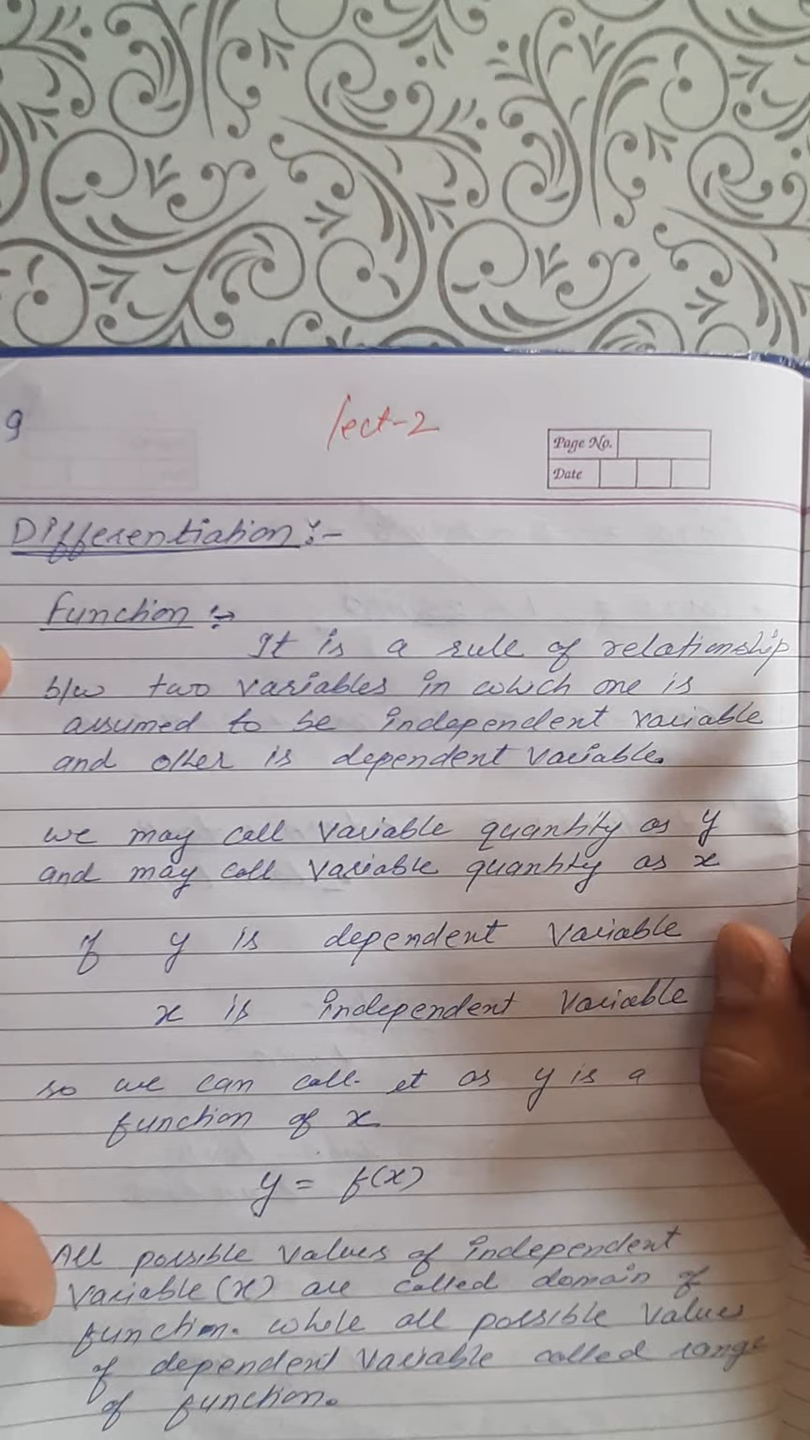 9
lect-2
Page No.
Date
Differentiation :-
Function :-
It is a rule of relationship
b/w two variables in which one is
assumed to be independent variable
and other is dependent variable.
we may call variable quantity as y
and may call variable quantity as x
if y is dependent variable
x is independent variable
so we can call it as y is a
function of x
y = f(x)
All possible values of independent
variable (x) are called domain of
function. while all possible values
of dependent variable called range
of function.